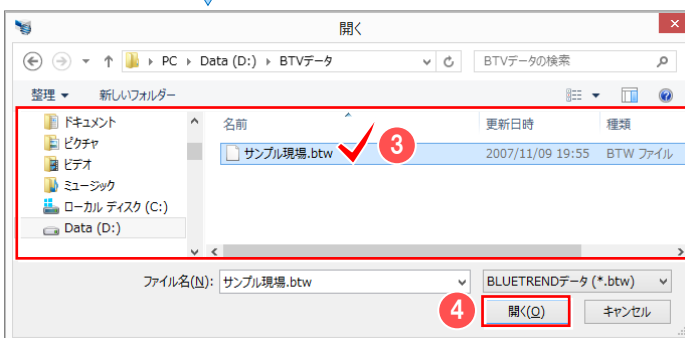 開く
PC ▸ Data (D:) ▸ BTVデータ
BTVデータの検索
整理 新しいフォルダー
ドキュメント
ピクチャ
ビデオ
ミュージック
ローカル ディスク (C:)
Data (D:)
名前 更新日時 種類
サンプル現場.btw 2007/11/09 19:55 BTW ファイル
3
ファイル名(N): サンプル現場.btw BLUETRENDデータ (*.btw)
4 開く(O) キャンセル